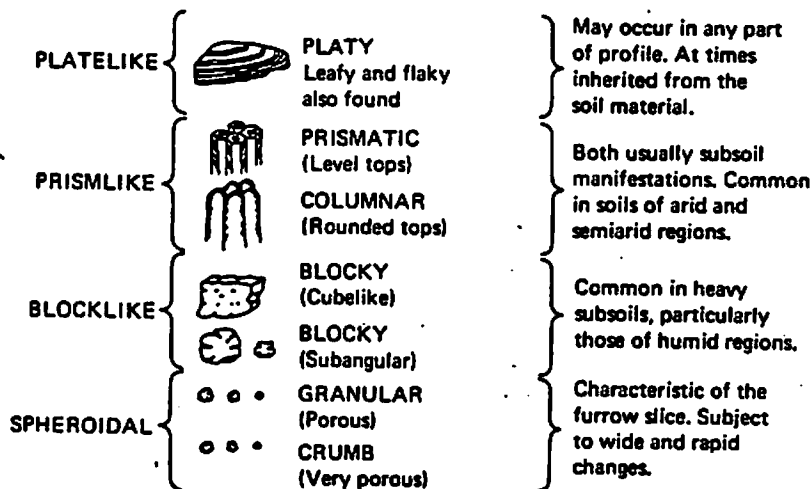 PLATELIKE
PLATY
Leafy and flaky
also found
May occur in any part
of profile. At times
inherited from the
soil material.
PRISMLIKE
PRISMATIC
(Level tops)
COLUMNAR
(Rounded tops)
Both usually subsoil
manifestations. Common
in soils of arid and
semiarid regions.
BLOCKLIKE
BLOCKY
(Cubelike)
BLOCKY
(Subangular)
Common in heavy
subsoils, particularly
those of humid regions.
SPHEROIDAL
GRANULAR
(Porous)
CRUMB
(Very porous)
Characteristic of the
furrow slice. Subject
to wide and rapid
changes.